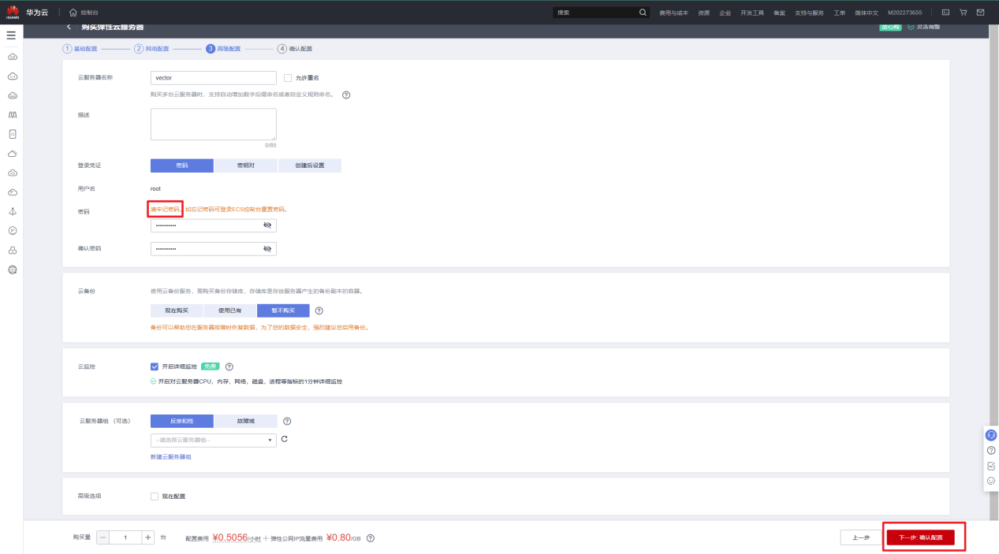 HUAWEI 华为云 控制台 搜索 费用与成本 资源 企业 开发工具 备案 支持与服务 工单 简体中文 M202273655
购买弹性云服务器 放心购 灵活调整
1 基础配置 2 网络配置 3 高级配置 4 确认配置
云服务器名称 vector 允许重名
购买多台云服务器时，支持自动增加数字后缀命名或者自定义规则命名。
描述
0/85
登录凭证 密码 密钥对 创建后设置
用户名 root
密码 请牢记密码，如忘记密码可登录ECS控制台重置密码。
确认密码
云备份 使用云备份服务，需购买备份存储库，存储库是存放服务器产生的备份副本的容器。
现在购买 使用已有 暂不购买
备份可以帮助您在服务器故障时恢复数据，为了您的数据安全，强烈建议您启用备份。
云监控 开启详细监控 免费
开启对云服务器CPU，内存，网络，磁盘，进程等指标的1分钟详细监控
云服务器组 （可选） 反亲和性 故障域
--请选择云服务器组--
新建云服务器组
高级选项 现在配置
购买量 1 台 配置费用 ¥0.5056/小时 + 弹性公网IP流量费用 ¥0.80/GB 上一步 下一步: 确认配置